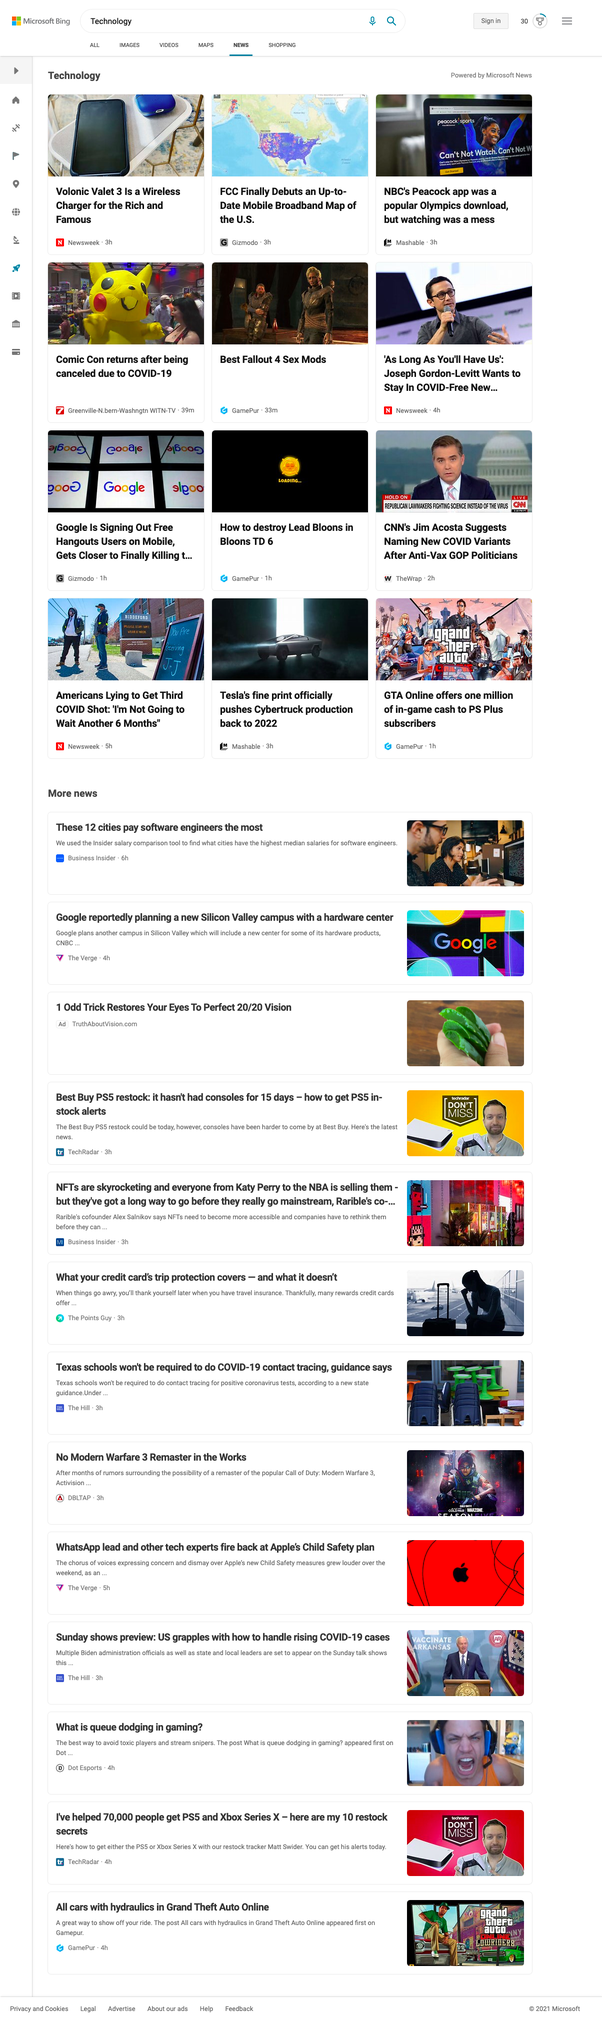 Microsoft Bing
Technology
Sign in
30
ALL
IMAGES
VIDEOS
MAPS
NEWS
SHOPPING
Technology
Powered by Microsoft News
peacock sports
Can't Not Watch. Can't Not W
Volonic Valet 3 Is a Wireless
Charger for the Rich and
Famous
Newsweek · 3h
FCC Finally Debuts an Up-to-
Date Mobile Broadband Map of
the U.S.
Gizmodo · 3h
NBC's Peacock app was a
popular Olympics download,
but watching was a mess
Mashable · 3h
Comic Con returns after being
canceled due to COVID-19
Greenville-N.bern-Washngtn WITN-TV · 39m
Best Fallout 4 Sex Mods
GamePur · 33m
'As Long As You'll Have Us':
Joseph Gordon-Levitt Wants to
Stay In COVID-Free New...
Newsweek · 4h
Google
LOADING...
HOLD ON
REPUBLICAN LAWMAKERS FIGHTING SCIENCE INSTEAD OF THE VIRUS
CNN
Google Is Signing Out Free
Hangouts Users on Mobile,
Gets Closer to Finally Killing t...
Gizmodo · 1h
How to destroy Lead Bloons in
Bloons TD 6
GamePur · 1h
CNN's Jim Acosta Suggests
Naming New COVID Variants
After Anti-Vax GOP Politicians
TheWrap · 2h
grand
theft
auto
Americans Lying to Get Third
COVID Shot: 'I'm Not Going to
Wait Another 6 Months"
Newsweek · 5h
Tesla's fine print officially
pushes Cybertruck production
back to 2022
Mashable · 3h
GTA Online offers one million
of in-game cash to PS Plus
subscribers
GamePur · 1h
More news
These 12 cities pay software engineers the most
We used the Insider salary comparison tool to find what cities have the highest median salaries for software engineers.
Business Insider · 6h
Google reportedly planning a new Silicon Valley campus with a hardware center
Google plans another campus in Silicon Valley which will include a new center for some of its hardware products,
CNBC ...
The Verge · 4h
Google
1 Odd Trick Restores Your Eyes To Perfect 20/20 Vision
Ad TruthAboutVision.com
Best Buy PS5 restock: it hasn't had consoles for 15 days – how to get PS5 in-
stock alerts
The Best Buy PS5 restock could be today, however, consoles have been harder to come by at Best Buy. Here's the latest
news.
TechRadar · 3h
techradar
DON'T
MISS
NFTs are skyrocketing and everyone from Katy Perry to the NBA is selling them -
but they've got a long way to go before they really go mainstream, Rarible's co-...
Rarible's cofounder Alex Salnikov says NFTs need to become more accessible and companies have to rethink them
before they can ...
Business Insider · 3h
What your credit card's trip protection covers — and what it doesn't
When things go awry, you'll thank yourself later when you have travel insurance. Thankfully, many rewards credit cards
offer ...
The Points Guy · 3h
Texas schools won't be required to do COVID-19 contact tracing, guidance says
Texas schools won't be required to do contact tracing for positive coronavirus tests, according to a new state
guidance.Under ...
The Hill · 3h
No Modern Warfare 3 Remaster in the Works
After months of rumors surrounding the possibility of a remaster of the popular Call of Duty: Modern Warfare 3,
Activision ...
DBLTAP · 3h
WARZONE
WhatsApp lead and other tech experts fire back at Apple's Child Safety plan
The chorus of voices expressing concern and dismay over Apple's new Child Safety measures grew louder over the
weekend, as an ...
The Verge · 5h
Sunday shows preview: US grapples with how to handle rising COVID-19 cases
Multiple Biden administration officials as well as state and local leaders are set to appear on the Sunday talk shows
this ...
The Hill · 3h
VACCINATE
ARKANSAS
What is queue dodging in gaming?
The best way to avoid toxic players and stream snipers. The post What is queue dodging in gaming? appeared first on
Dot ...
Dot Esports · 4h
I've helped 70,000 people get PS5 and Xbox Series X – here are my 10 restock
secrets
Here's how to get either the PS5 or Xbox Series X with our restock tracker Matt Swider. You can get his alerts today.
TechRadar · 4h
techradar
DON'T
MISS
All cars with hydraulics in Grand Theft Auto Online
A great way to show off your ride. The post All cars with hydraulics in Grand Theft Auto Online appeared first on
Gamepur.
GamePur · 4h
grand
theft
auto
LOWRIDERS
Privacy and Cookies
Legal
Advertise
About our ads
Help
Feedback
© 2021 Microsoft